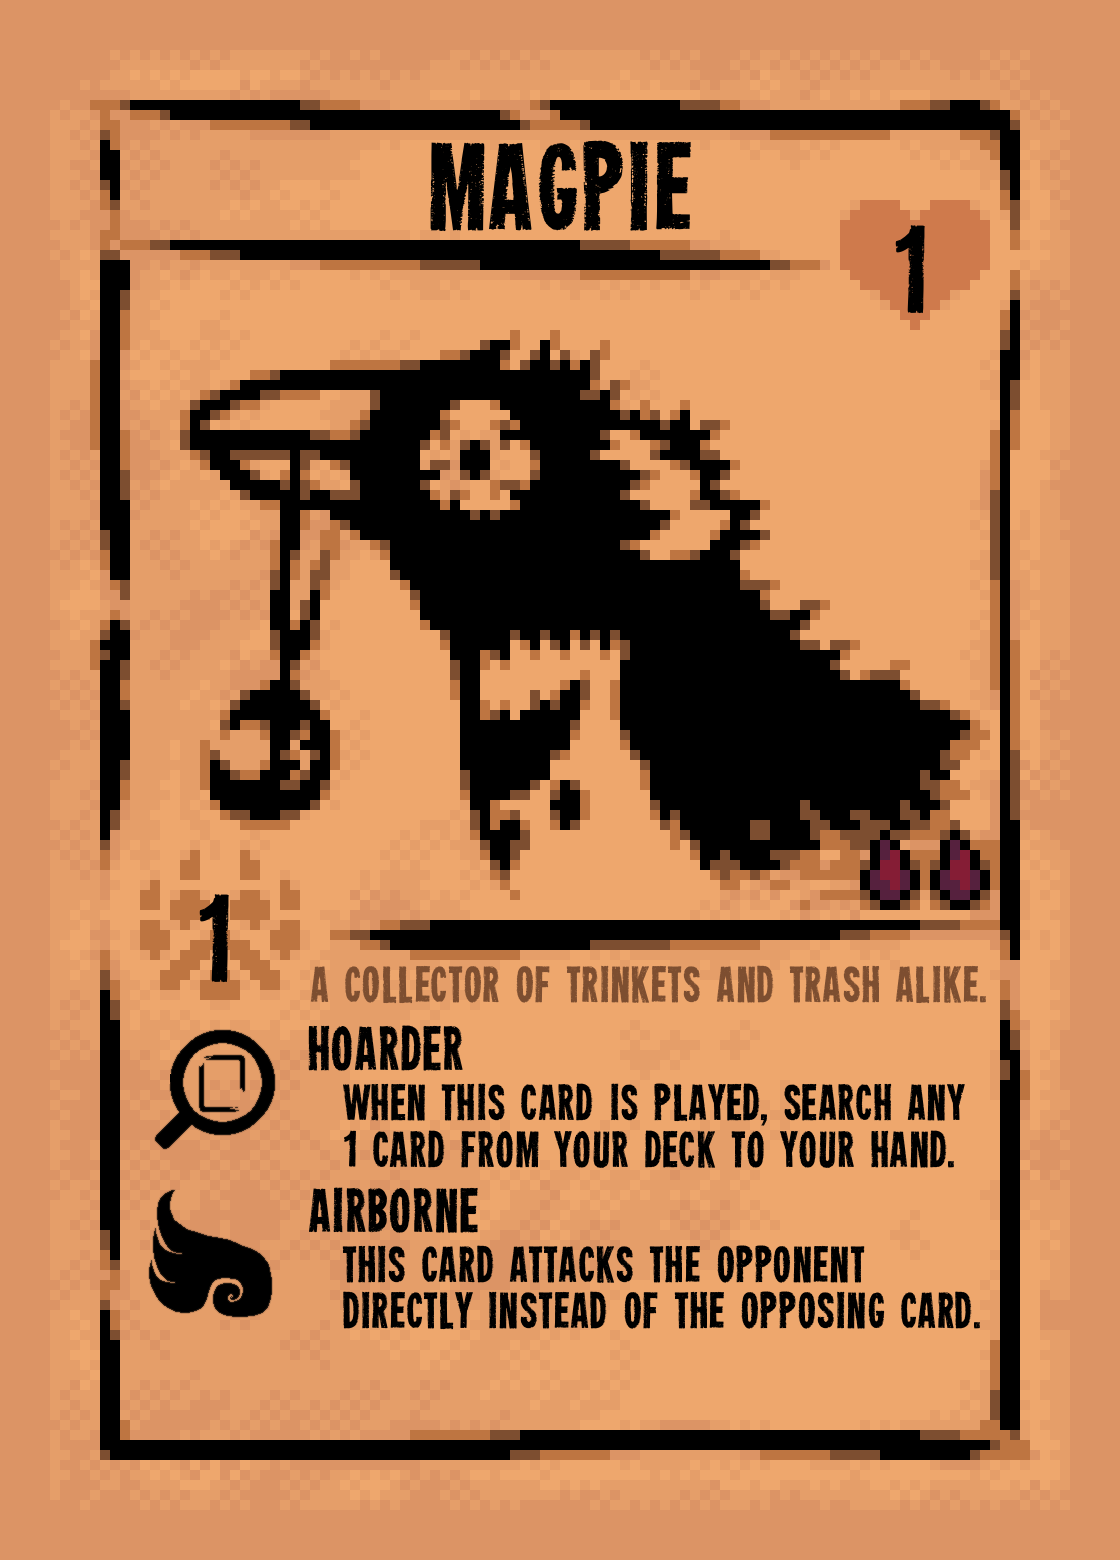 MAGPIE
1
1
A COLLECTOR OF TRINKETS AND TRASH ALIKE.
HOARDER
WHEN THIS CARD IS PLAYED, SEARCH ANY
1 CARD FROM YOUR DECK TO YOUR HAND.
AIRBORNE
THIS CARD ATTACKS THE OPPONENT
DIRECTLY INSTEAD OF THE OPPOSING CARD.